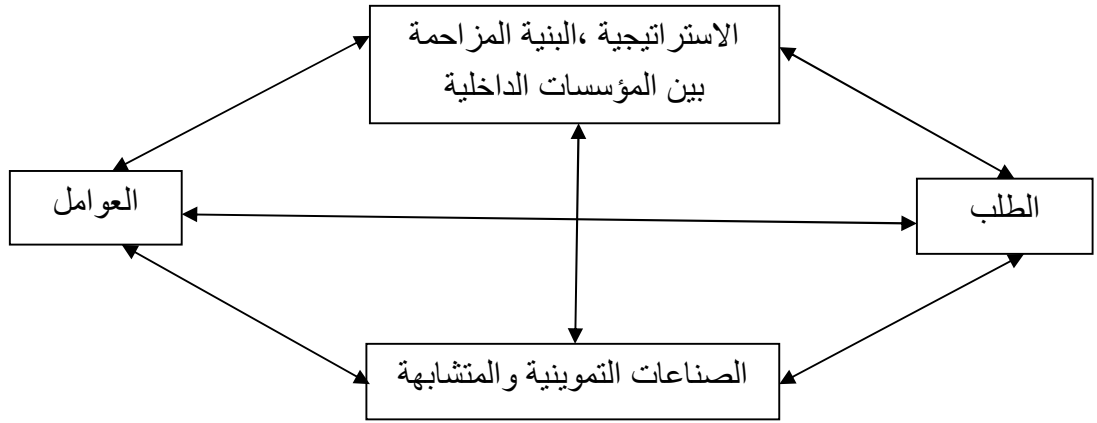 الاستراتيجية ،البنية المزاحمة
بين المؤسسات الداخلية
العوامل
الطلب
الصناعات التموينية والمتشابهة